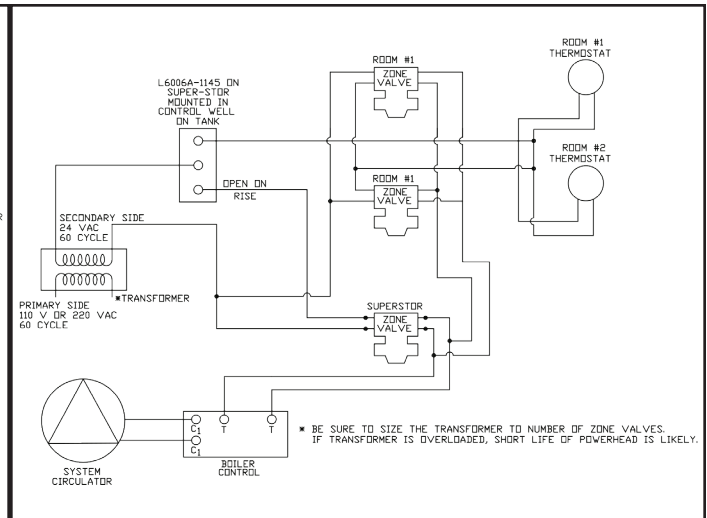 ROOM #1
THERMOSTAT
ROOM #1
ZONE
VALVE
L6006A-1145 ON
SUPER-STOR
MOUNTED IN
CONTROL WELL
ON TANK
ROOM #2
THERMOSTAT
ROOM #1
ZONE
VALVE
OPEN ON
RISE
R
SECONDARY SIDE
24 VAC
60 CYCLE
*TRANSFORMER
PRIMARY SIDE
110 V OR 220 VAC
60 CYCLE
SUPERSTOR
ZONE
VALVE
C1
T
T
C1
* BE SURE TO SIZE THE TRANSFORMER TO NUMBER OF ZONE VALVES.
IF TRANSFORMER IS OVERLOADED, SHORT LIFE OF POWERHEAD IS LIKELY.
BOILER
CONTROL
SYSTEM
CIRCULATOR